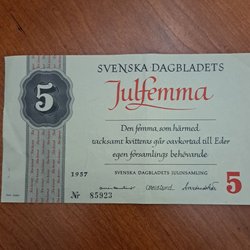 SVENSKA DAGBLADETS
Julfemma
5
Den femma, som härmed
tacksamt kvitteras går oavkortad till Eder
egen församlings behövande
SVENSKA DAGBLADETS JULINSAMLING
1957
Nr 85923
5